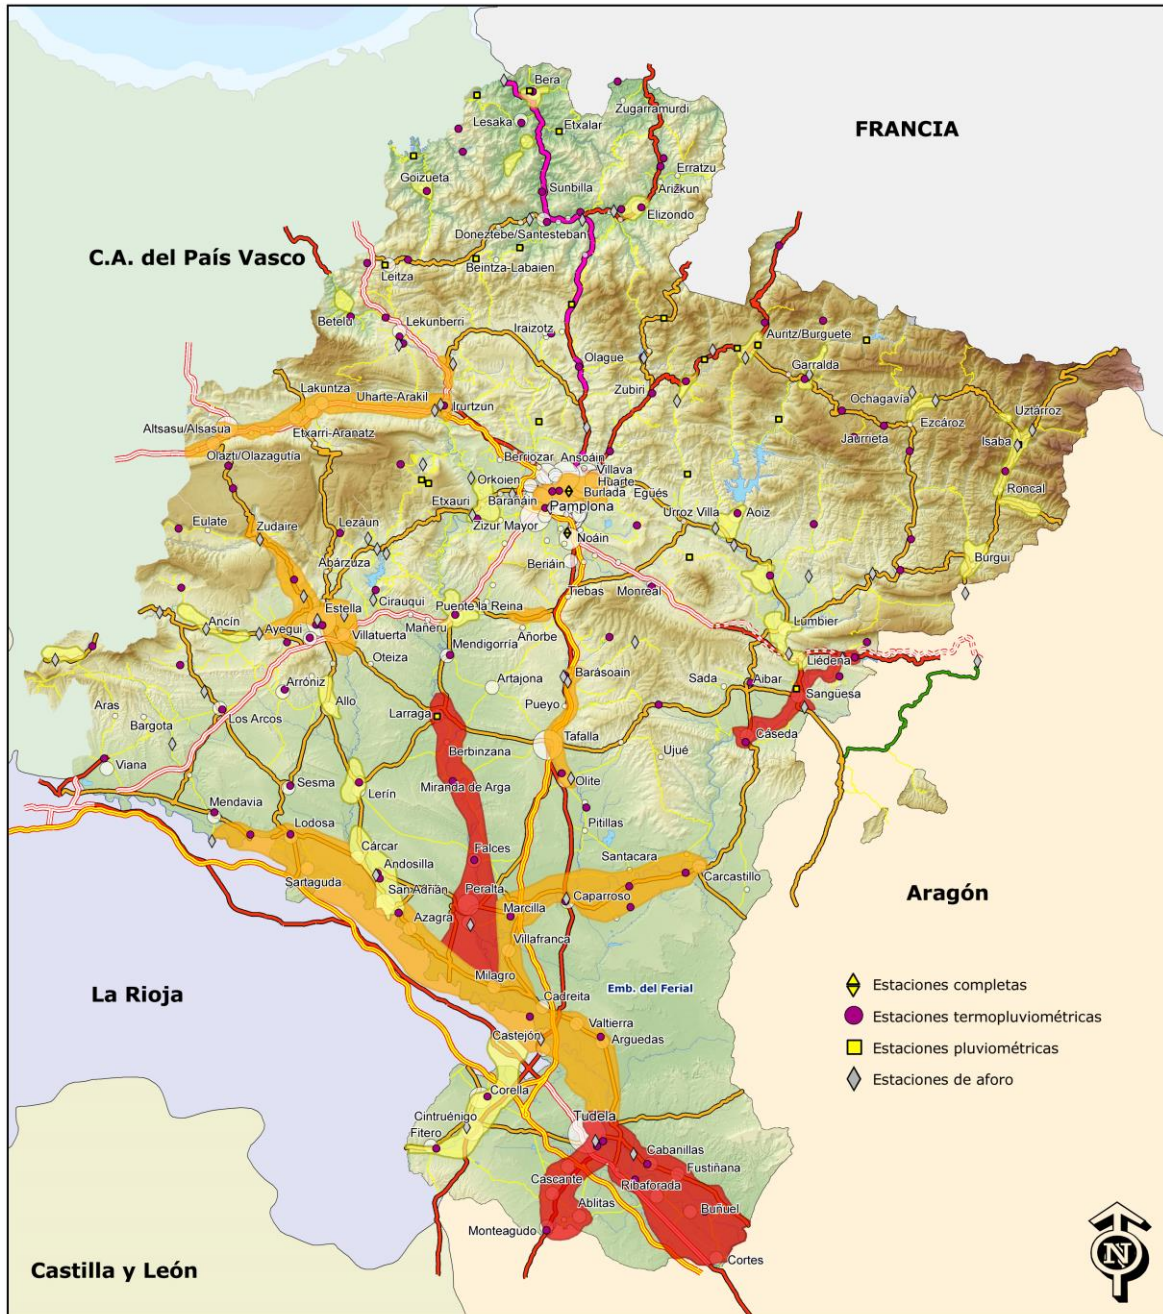 Bera
Zugarramurdi
Lesaka
Etxalar
FRANCIA
Erratzu
Goizueta
Arizkun
Sunbilla
Elizondo
Doneztebe/Santesteban
C.A. del País Vasco
Beintza-Labaien
Leitza
Betelu
Lekunberri
Iraizotz
Auritz/Burguete
Olague
Garralda
Zubiri
Lakuntza
Uharte-Arakil
Irurtzun
Ochagavía
Uztárroz
Altsasu/Alsasua
Ezcároz
Etxarri-Aranatz
Jaurrieta
Isaba
Olazti/Olazagutía
Berriozar
Ansoáin
Villava
Orkoien
Huarte
Roncal
Etxauri
Barañáin
Burlada
Egüés
Pamplona
Urroz Villa
Aoiz
Eulate
Zudaire
Lezáun
Zizur Mayor
Noáin
Burgui
Abárzuza
Beriáin
Tiebas
Monreal
Cirauqui
Estella
Puente la Reina
Ancín
Ayegui
Mañeru
Lumbier
Villatuerta
Añorbe
Oteiza
Mendigorría
Liédena
Barásoain
Arróniz
Artajona
Sada
Aibar
Sangüesa
Aras
Allo
Pueyo
Bargota
Los Arcos
Larraga
Cáseda
Tafalla
Berbinzana
Ujué
Viana
Sesma
Miranda de Arga
Olite
Lerín
Mendavia
Lodosa
Pitillas
Cárcar
Falces
Santacara
Andosilla
Carcastillo
Sartaguda
San Adrián
Peralta
Aragón
Caparroso
Marcilla
Azagra
Villafranca
Milagro
Emb. del Ferial
Estaciones completas
La Rioja
Cadreita
Estaciones termopluviométricas
Valtierra
Castejón
Arguedas
Estaciones pluviométricas
Estaciones de aforo
Corella
Cintruénigo
Tudela
Fitero
Cabanillas
Fustiñana
Cascante
Ribaforada
Ablitas
Buñuel
Monteagudo
N
Cortes
Castilla y León